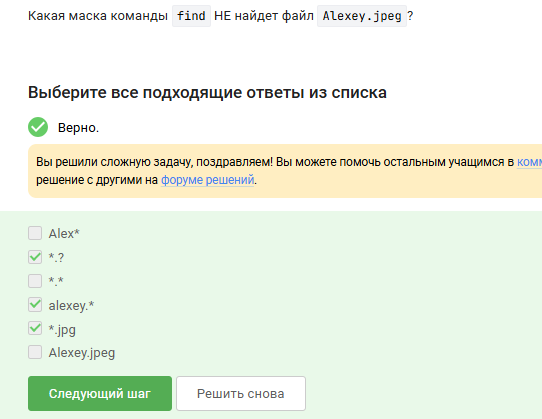 Какая маска команды find НЕ найдет файл Alexey.jpeg ?
Выберите все подходящие ответы из списка
Верно.
Вы решили сложную задачу, поздравляем! Вы можете помочь остальным учащимся в
решение с другими на форуме решений.
Alex*
*.?
*.*
alexey.*
*.jpg
Alexey.jpeg
Следующий шаг
Решить снова